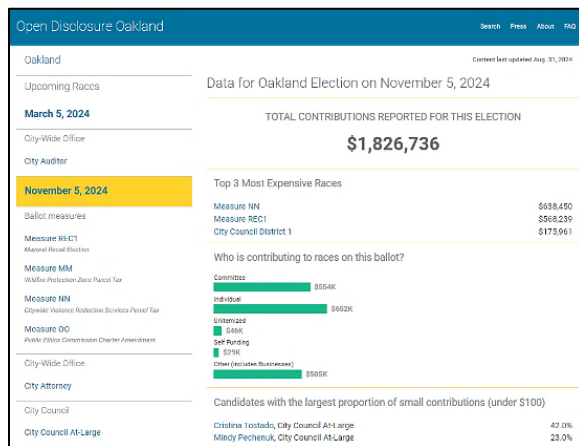 Open Disclosure Oakland
Search Press About FAQ
Oakland
Upcoming Races
March 5, 2024
City-Wide Office
City Auditor
November 5, 2024
Ballot measures
Measure REC1
Mayoral Recall Election
Measure MM
Wildfire Protection Zone Parcel Tax
Measure NN
Citywide Violence Reduction Services Parcel Tax
Measure OO
Public Ethics Commission Charter Amendment
City-Wide Office
City Attorney
City Council
City Council At-Large
Content last updated Aug. 31, 2024
Data for Oakland Election on November 5, 2024
TOTAL CONTRIBUTIONS REPORTED FOR THIS ELECTION
$1,826,736
Top 3 Most Expensive Races
Measure NN $638,450
Measure REC1 $568,239
City Council District 1 $175,961
Who is contributing to races on this ballot?
Committee
$554K
Individual
$662K
Unitemized
$46K
Self Funding
$29K
Other (includes Businesses)
$505K
Candidates with the largest proportion of small contributions (under $100)
Cristina Tostado, City Council At-Large 42.0%
Mindy Pechenuk, City Council At-Large 23.0%